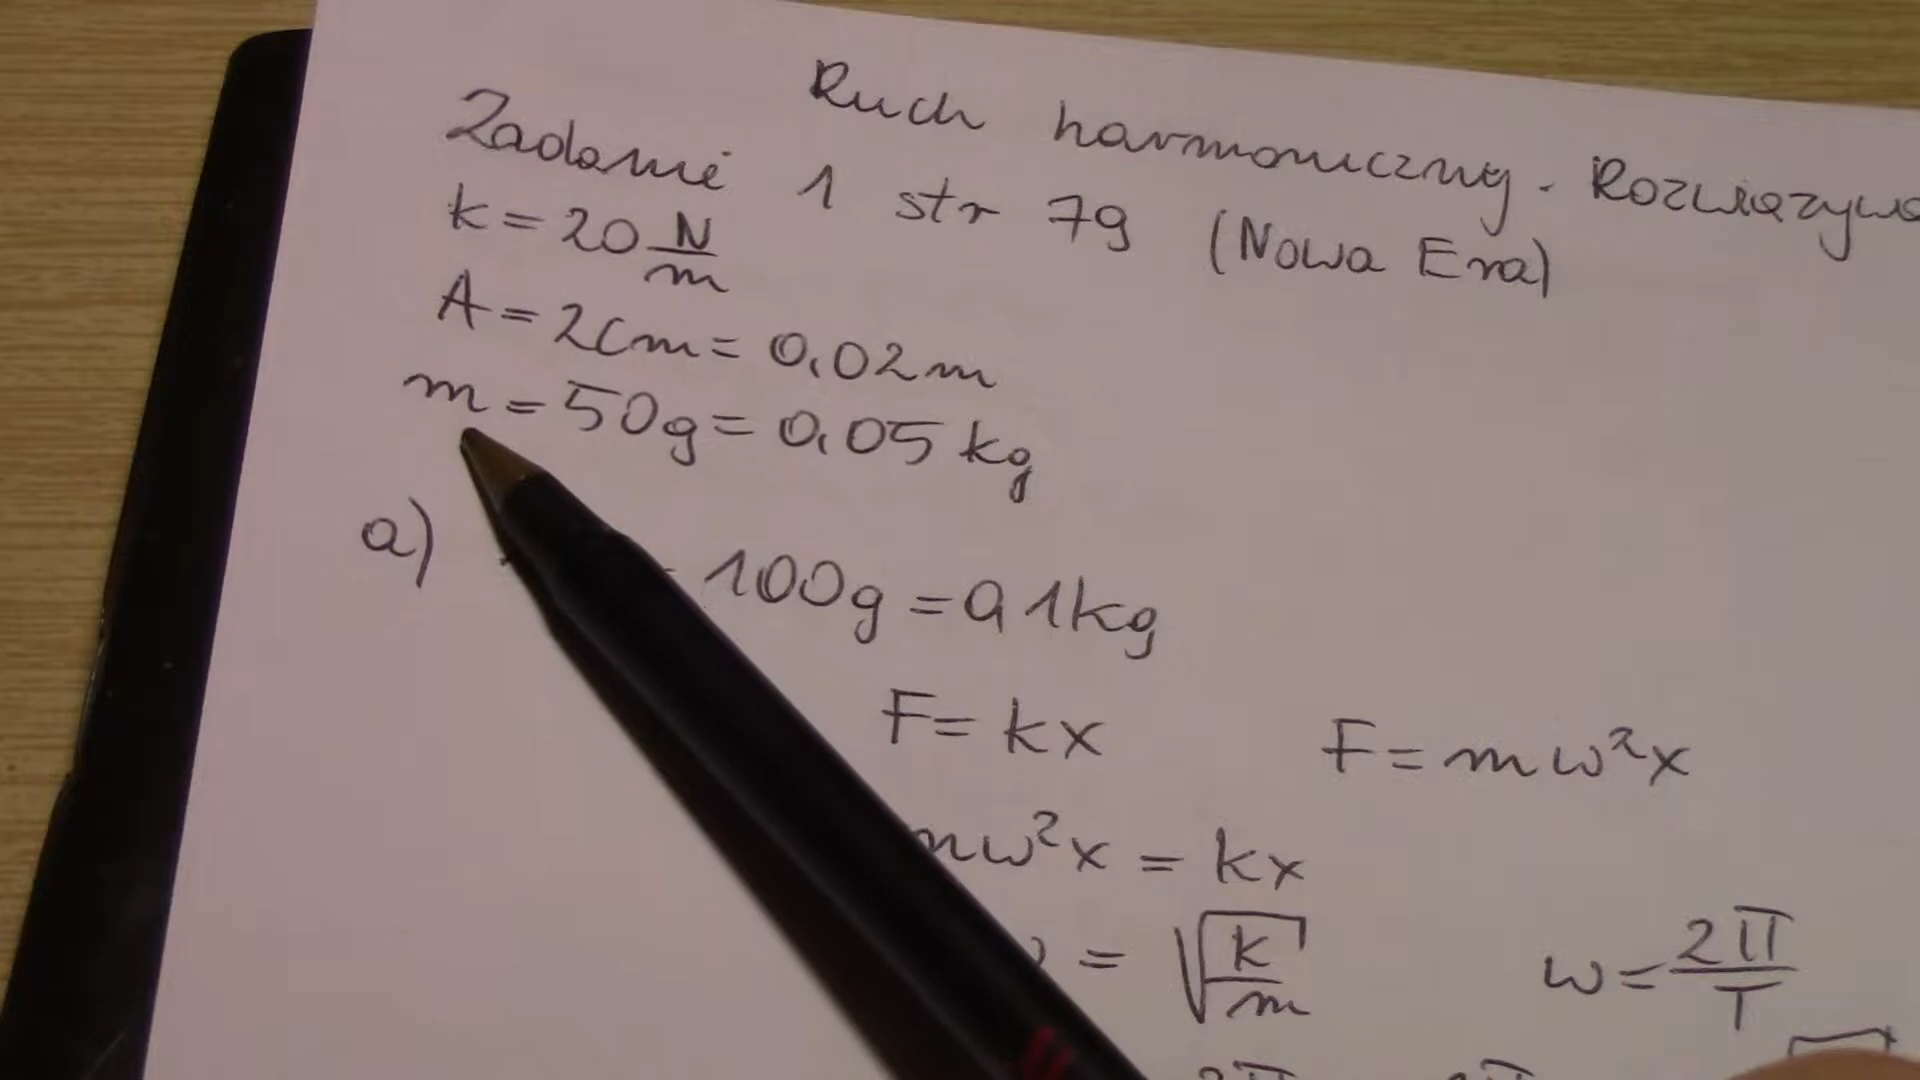 Ruch harmoniczny. Rozwiązywa
Zadanie 1 str 79 (Nowa Era)
k = 20 N/m
A = 2cm = 0,02m
m = 50g = 0,05 kg
a) 100g = 0,1kg
F = kx F = mω²x
mω²x = kx
= √(k/m) ω = 2π/T